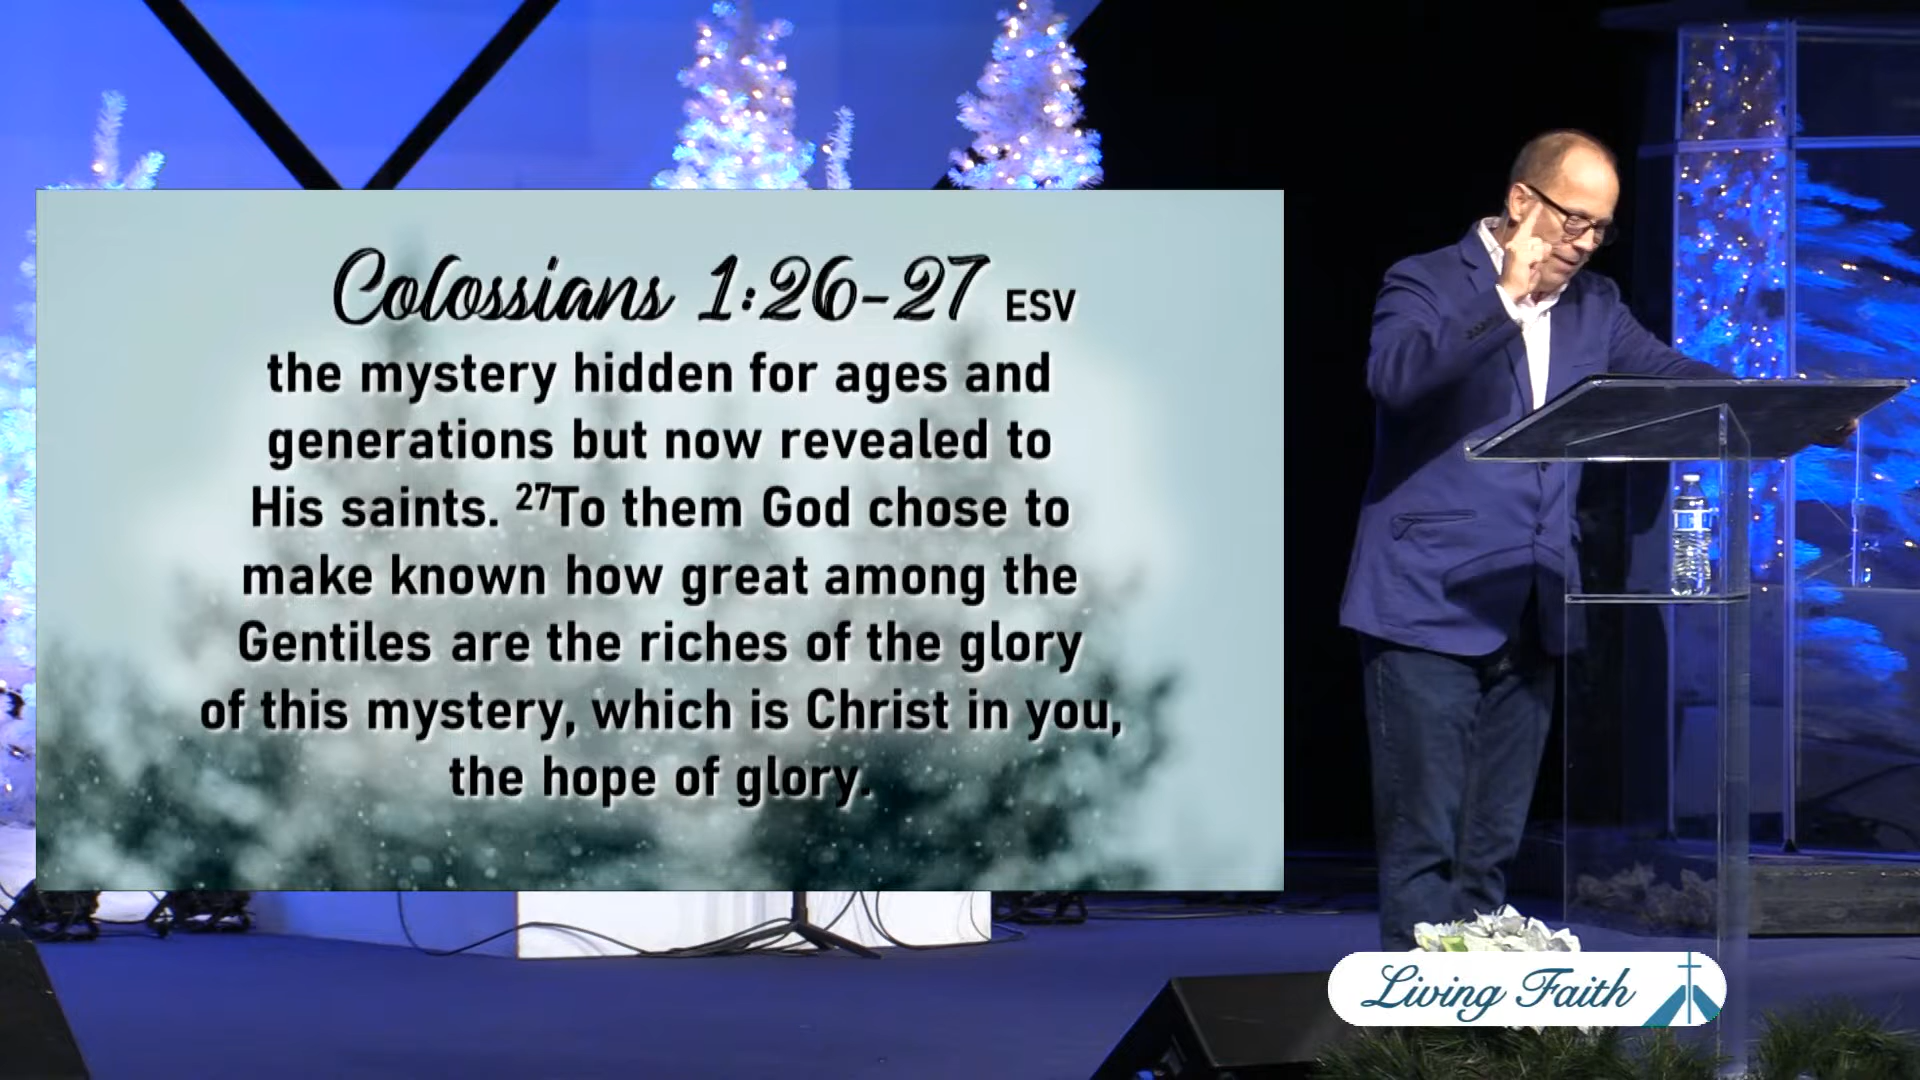 Colossians 1:26-27 ESV
the mystery hidden for ages and
generations but now revealed to
His saints. ²⁷To them God chose to
make known how great among the
Gentiles are the riches of the glory
of this mystery, which is Christ in you,
the hope of glory.
Living Faith